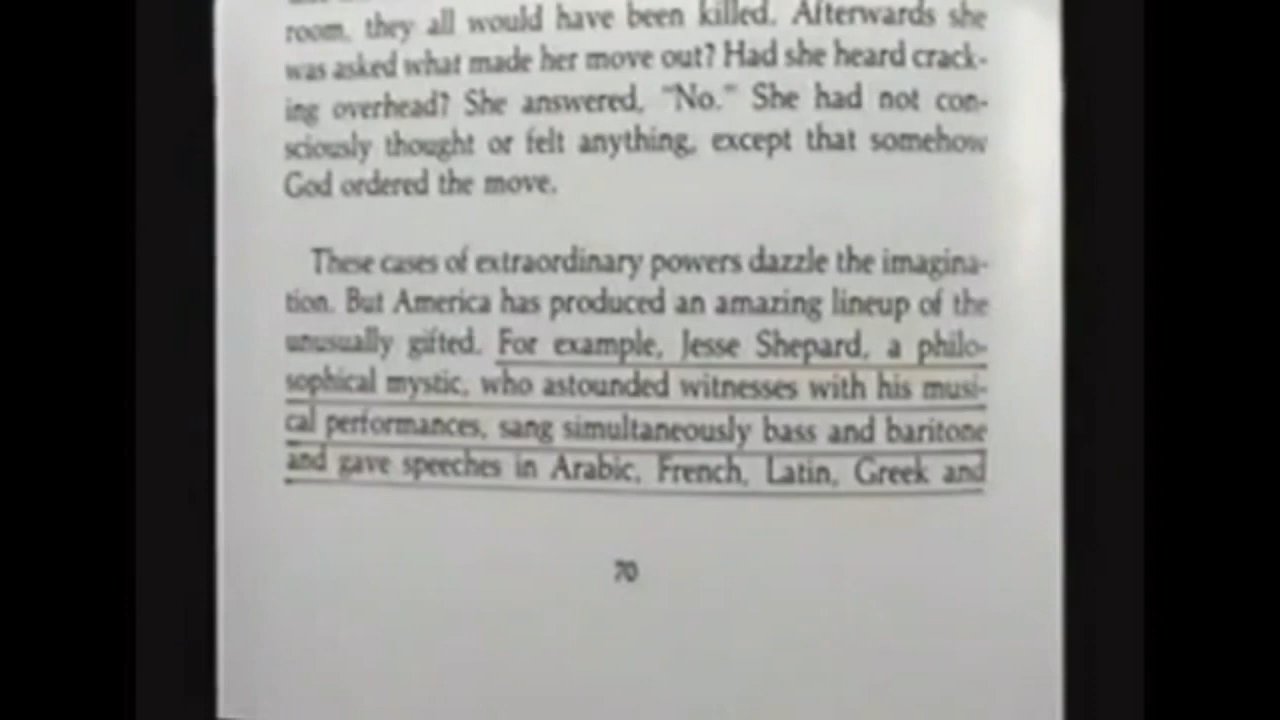 room, they all would have been killed. Afterwards she
was asked what made her move out? Had she heard crack-
ing overhead? She answered, "No." She had not con-
sciously thought or felt anything, except that somehow
God ordered the move.
These cases of extraordinary powers dazzle the imagina-
tion. But America has produced an amazing lineup of the
unusually gifted. For example, Jesse Shepard, a philo-
sophical mystic, who astounded witnesses with his musi-
cal performances, sang simultaneously bass and baritone
and gave speeches in Arabic, French, Latin, Greek and
70